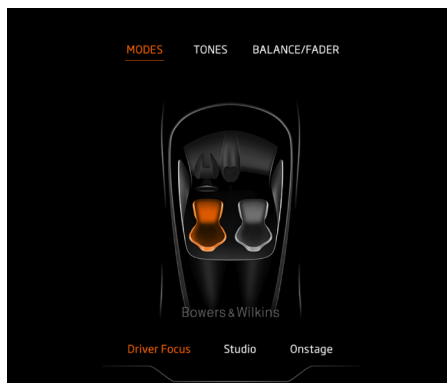 MODES TONES BALANCE/FADER
Bowers & Wilkins
Driver Focus Studio Onstage